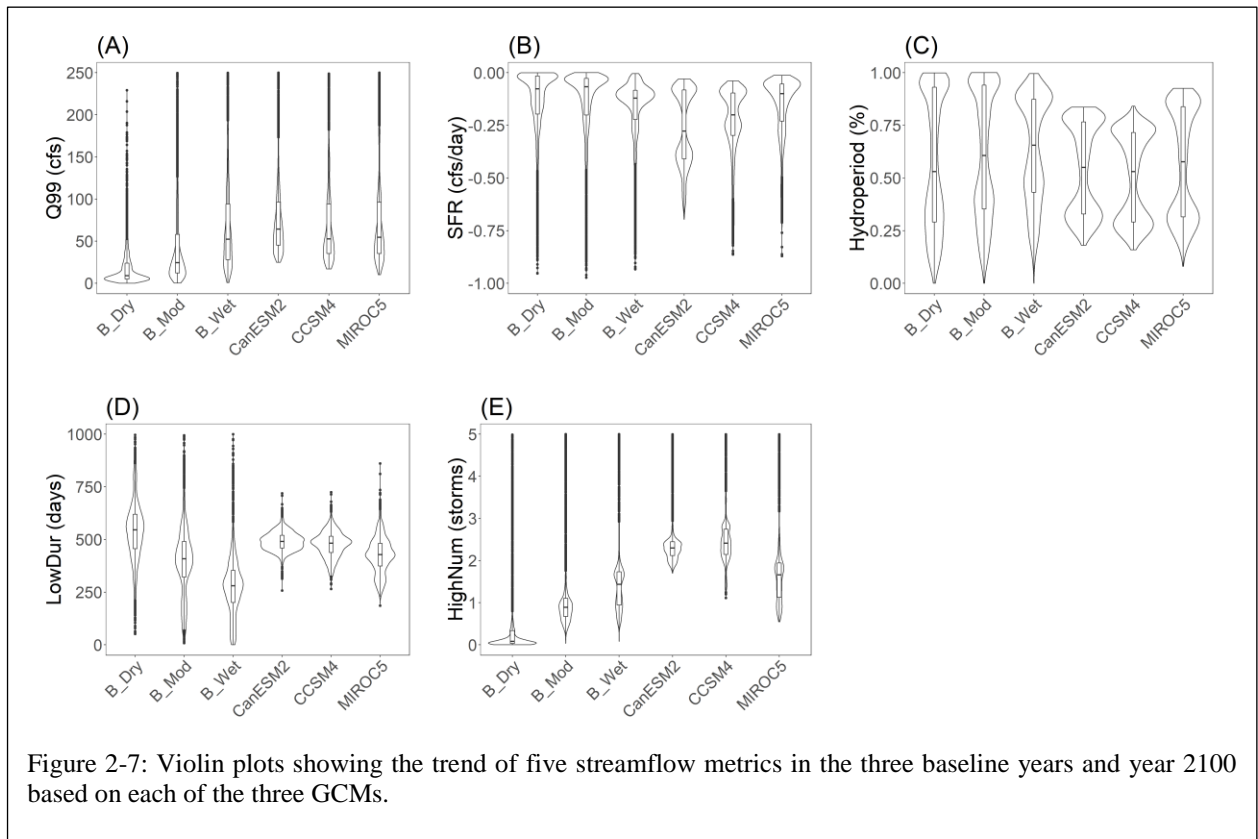 (A)
Q99 (cfs)
250
200
150
100
50
0
B_Dry
B_Mod
B_Wet
CanESM2
CCSM4
MIROC5
(B)
SFR (cfs/day)
0.00
-0.25
-0.50
-0.75
-1.00
B_Dry
B_Mod
B_Wet
CanESM2
CCSM4
MIROC5
(C)
Hydroperiod (%)
1.00
0.75
0.50
0.25
0.00
B_Dry
B_Mod
B_Wet
CanESM2
CCSM4
MIROC5
(D)
LowDur (days)
1000
750
500
250
0
B_Dry
B_Mod
B_Wet
CanESM2
CCSM4
MIROC5
(E)
HighNum (storms)
5
4
3
2
1
0
B_Dry
B_Mod
B_Wet
CanESM2
CCSM4
MIROC5
Figure 2-7: Violin plots showing the trend of five streamflow metrics in the three baseline years and year 2100
based on each of the three GCMs.